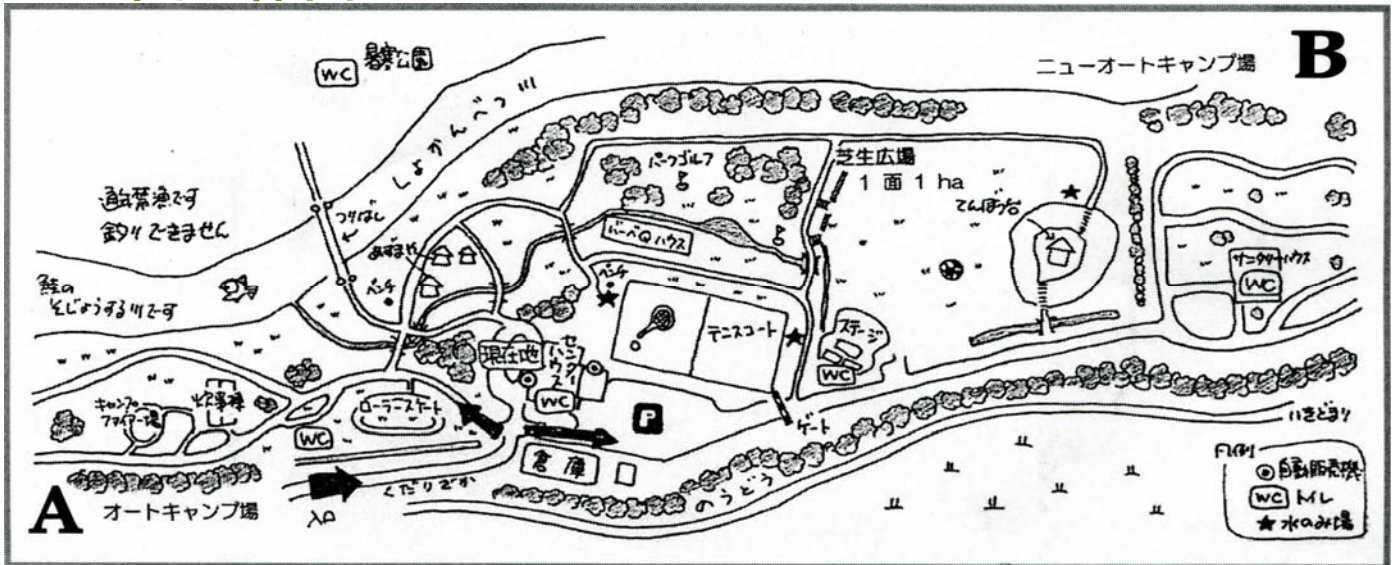 WC
暑寒公園
しょかんべつ川
ニューオートキャンプ場
B
通年禁漁です
釣りできません
つりばし
あずまや
ベンチ
鮭の
そじょうする川です
パークゴルフ
バーベQハウス
ベンチ
芝生広場
1面1ha
てんぼう台
サニタリーハウス
WC
現在地
センターハウス
WC
テニスコート
ステージ
WC
キャンプ
ファイアー場
炊事棟
ローラースケート
WC
P
ゲート
倉庫
くだりざか
のうどう
いきどまり
A
オートキャンプ場
入口
凡例
自動販売機
WC トイレ
★ 水のみ場